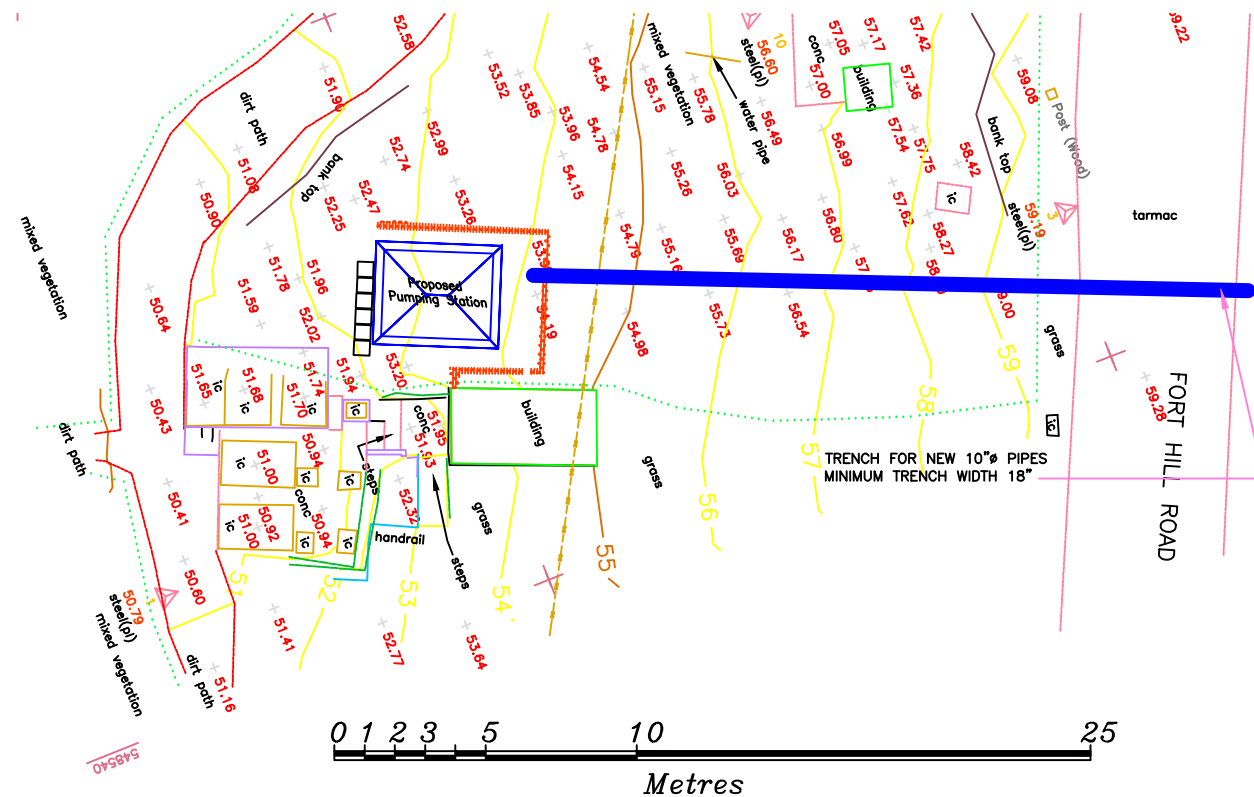 52.58
53.52
53.85
54.54
mixed vegetation
55.15
55.78
10
steel(pl)
56.60
conc
57.05
57.17
57.42
57.00
building
57.36
59.22
59.08
Post (Wood)
51.90
dirt path
51.08
50.90
bank top
52.25
52.47
52.74
52.99
53.26
53.96
54.78
54.15
water pipe
56.49
55.26
56.03
56.99
57.54
57.75
58.42
bank top
57.62
ic
58.27
steel(pl)
59.19
3
tarmac
mixed vegetation
50.64
51.78
51.59
51.96
52.02
Proposed
Pumping Station
54.79
55.16
55.69
56.17
56.80
55.73
56.54
54.98
grass
59
58
57
56
55
54
53
52
51
51.65
ic
51.68
ic
51.70
51.74
ic
51.94
ic
53.20
conc
51.95
51.93
building
50.43
dirt path
ic
51.00
50.94
ic
ic
conc
steps
52.32
grass
grass
ic
59.28
FORT HILL ROAD
TRENCH FOR NEW 10"ø PIPES
MINIMUM TRENCH WIDTH 18"
50.41
ic
51.00
50.92
50.94
ic
ic
handrail
steps
50.60
1
50.79
steel(pl)
mixed vegetation
dirt path
51.16
51.41
52.77
53.64
548540
0 1 2 3 5 10 25
Metres